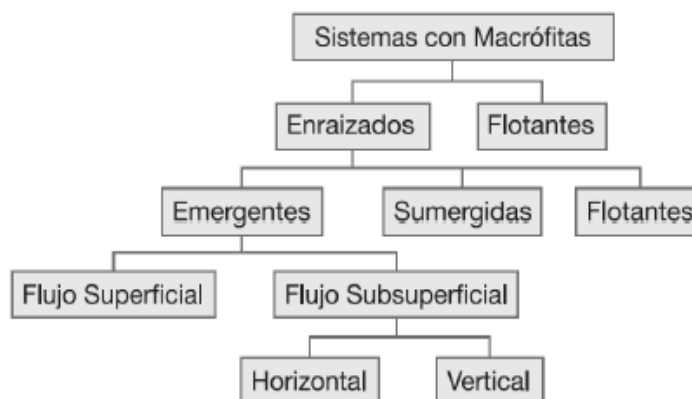 Sistemas con Macrófitas
Enraizados
Flotantes
Emergentes
Sumergidas
Flotantes
Flujo Superficial
Flujo Subsuperficial
Horizontal
Vertical